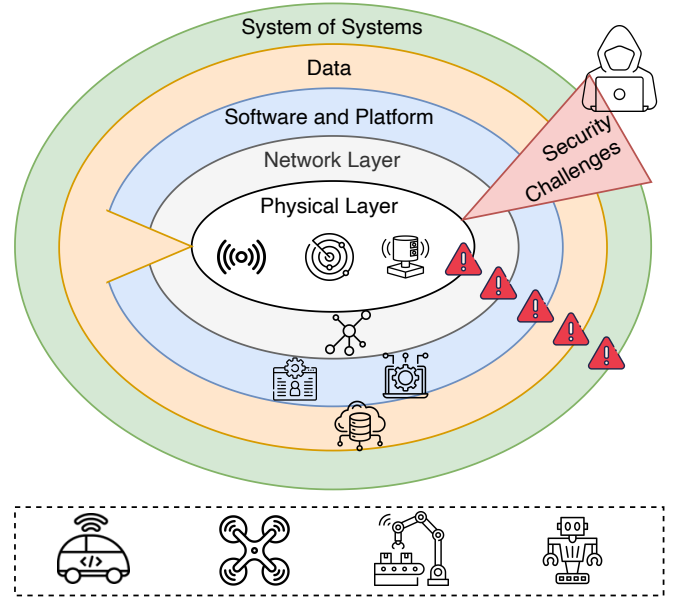 System of Systems
Data
Software and Platform
Network Layer
Physical Layer
Security
Challenges
</>